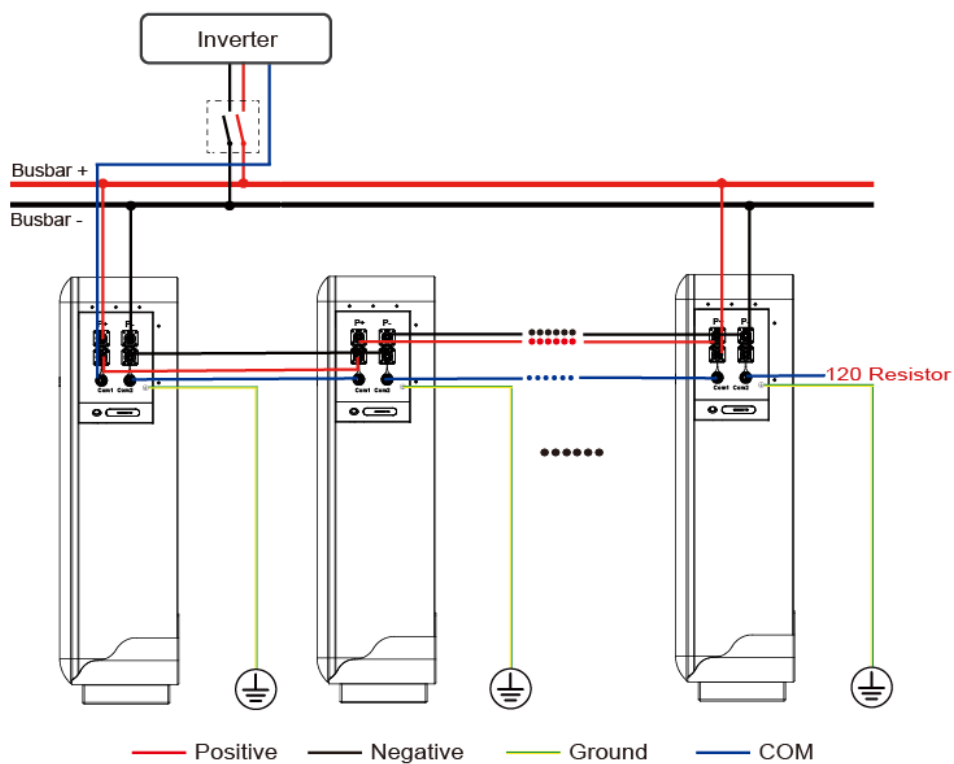 Inverter
Busbar +
Busbar -
P+ P-
P+ P-
P+ P-
Com1 Com2
Com1 Com2
Com1 Com2
120 Resistor
Positive Negative Ground COM